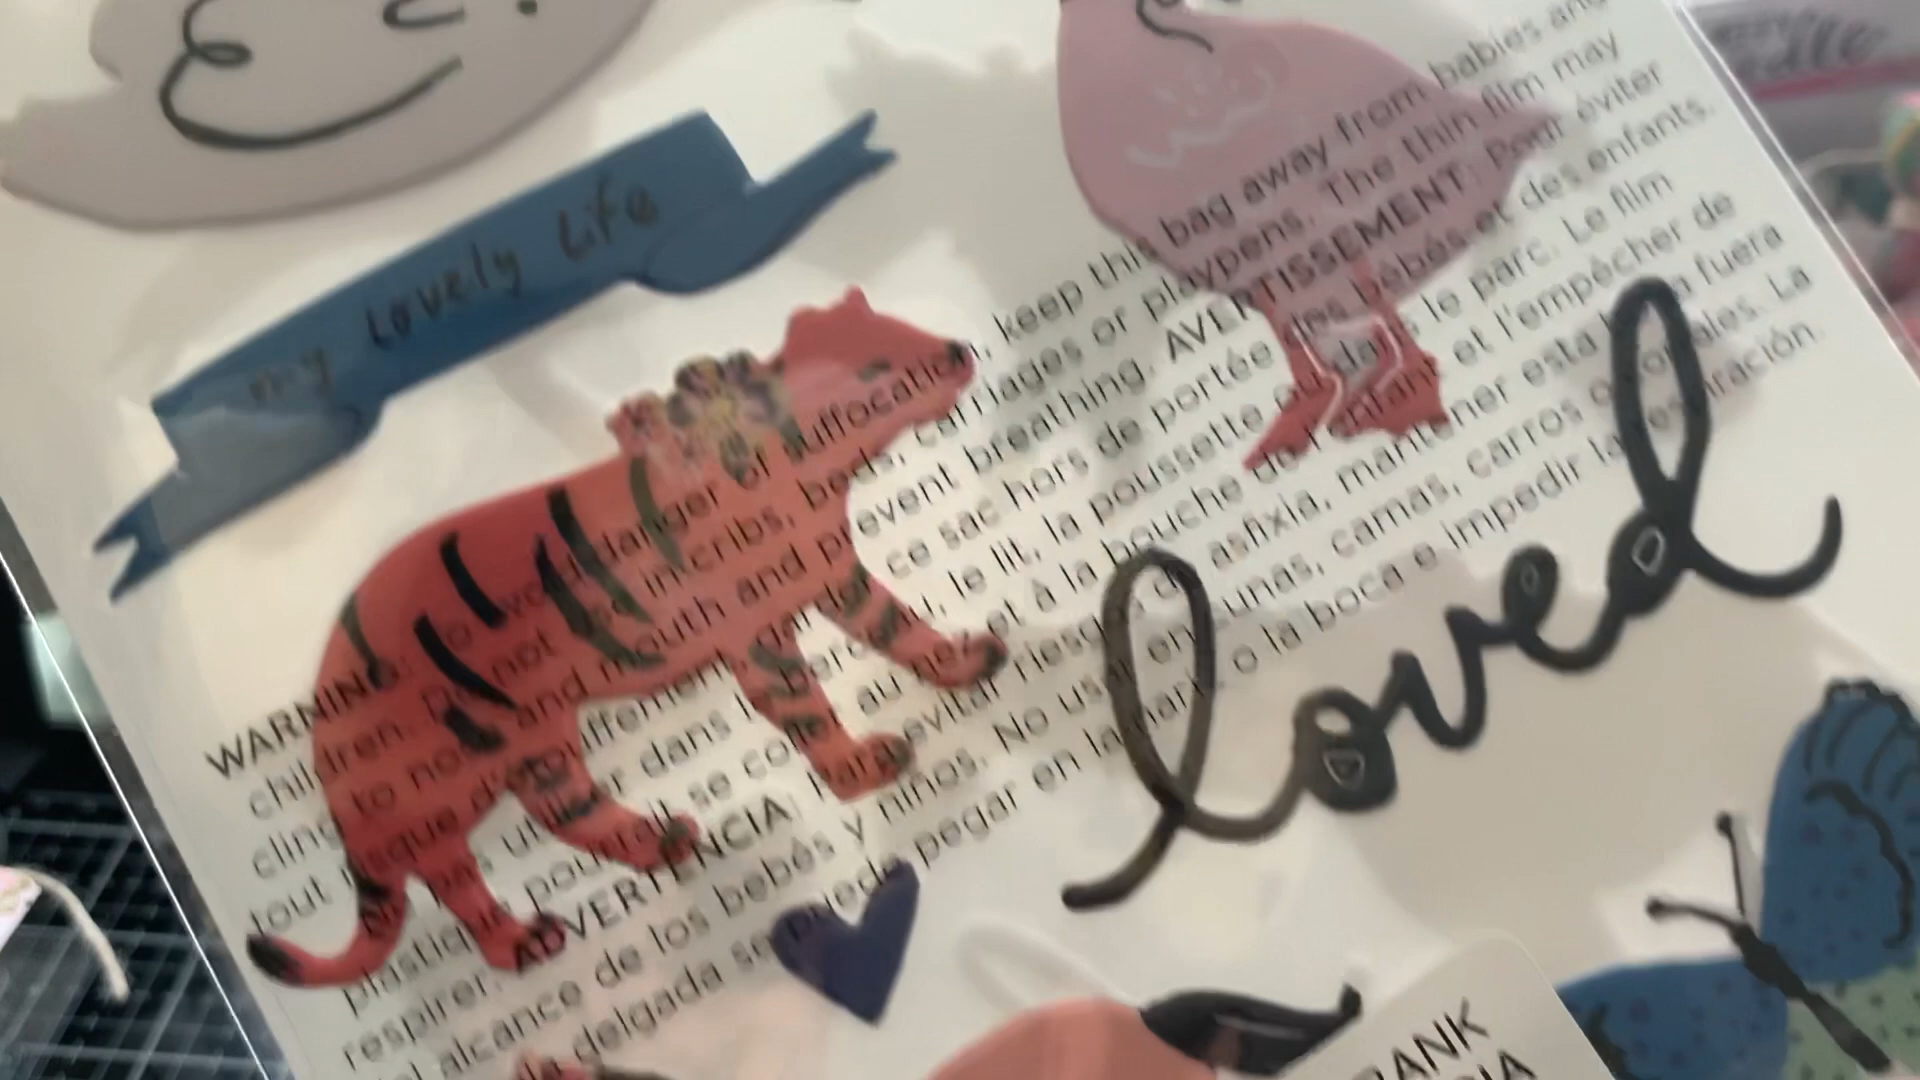 my Lovely Life
WARNING: To avoid danger of suffocation, keep this bag away from babies and
children. Do not use in cribs, beds, carriages or playpens. The thin film may
cling to nose and mouth and prevent breathing. AVERTISSEMENT: Pour éviter
tout risque d'étouffement, garder ce sac hors de portée des bébés et des enfants.
Ne pas utiliser dans le berceau, le lit, la poussette ou dans le parc. Le film
plastique pourrait se coller au nez et à la bouche de l'enfant et l'empêcher de
respirer. ADVERTENCIA: Para evitar riesgo de asfixia, mantener esta fuera
del alcance de los bebés y niños. No usar en cunas, camas, carros o corrales. La
delgada se puede pegar en la nariz o la boca e impedir la respiración.
loved